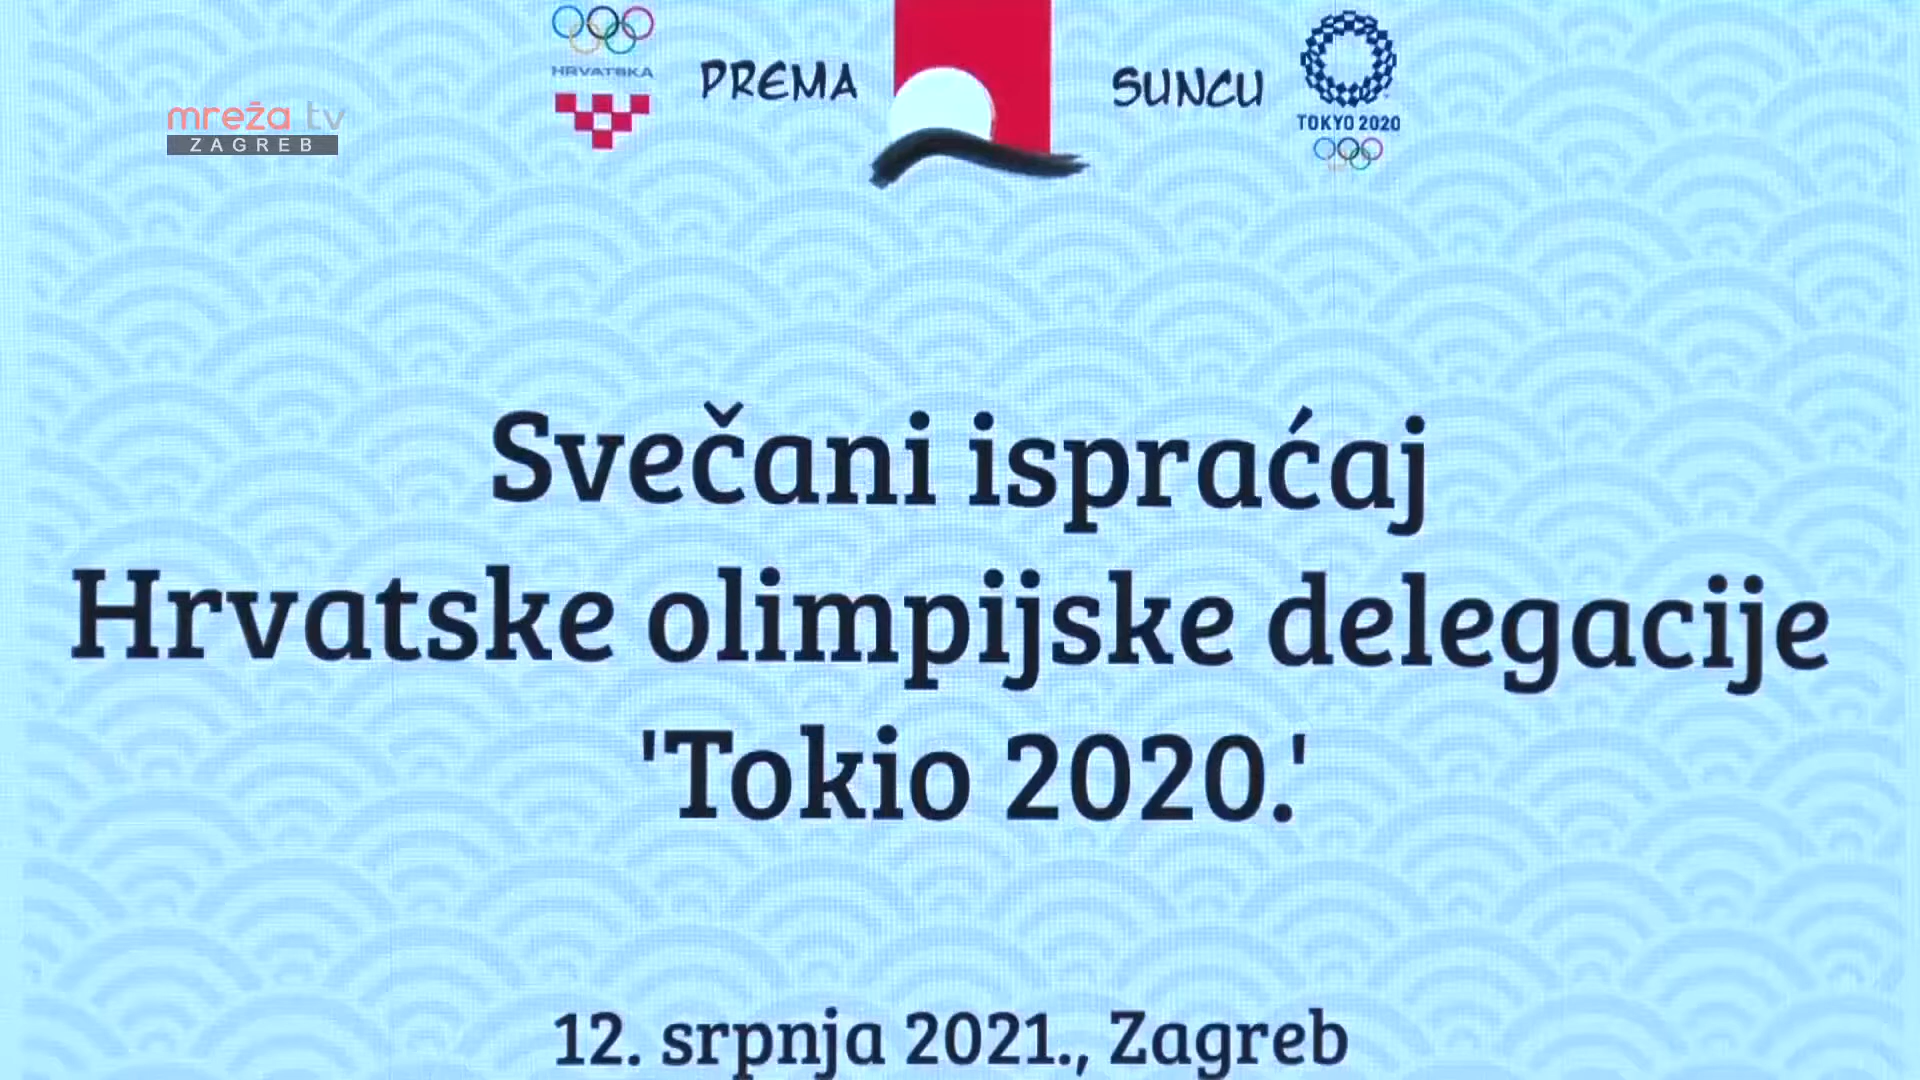 HRVATSKA
PREMA SUNCU
TOKYO 2020
mreža tv
ZAGREB
Svečani ispraćaj
Hrvatske olimpijske delegacije
'Tokio 2020.'
12. srpnja 2021., Zagreb